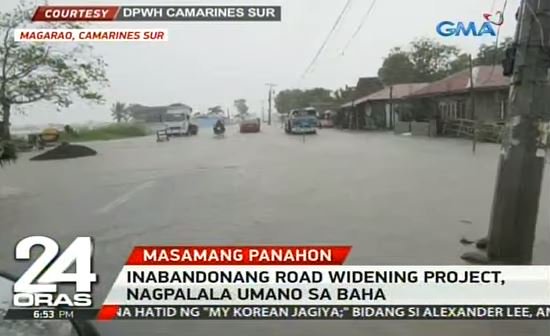 COURTESY DPWH CAMARINES SUR
MAGARAO, CAMARINES SUR
GMA
MASAMANG PANAHON
24 ORAS
INABANDONANG ROAD WIDENING PROJECT,
NAGPALALA UMANO SA BAHA
6:53 PM
NA HATID NG "MY KOREAN JAGIYA;" BIDANG SI ALEXANDER LEE, AN